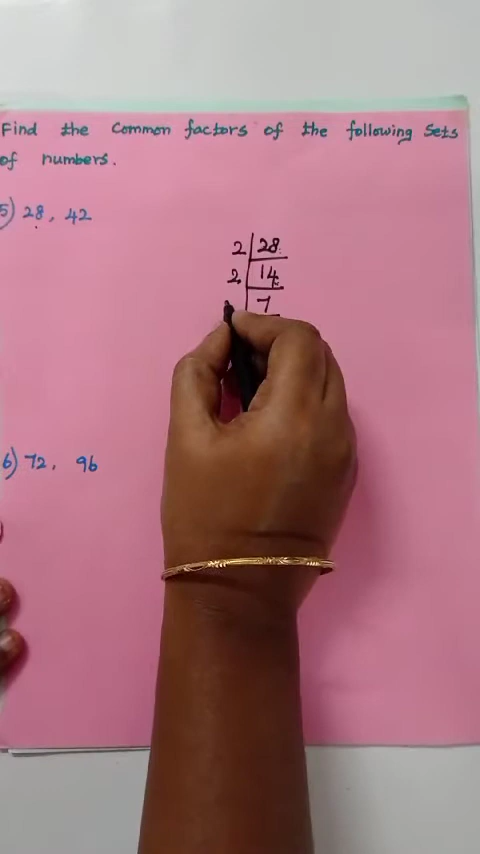 Find the Common factors of the following Sets
of numbers.
5) 28, 42
2 28
2 14
7
6) 72, 96